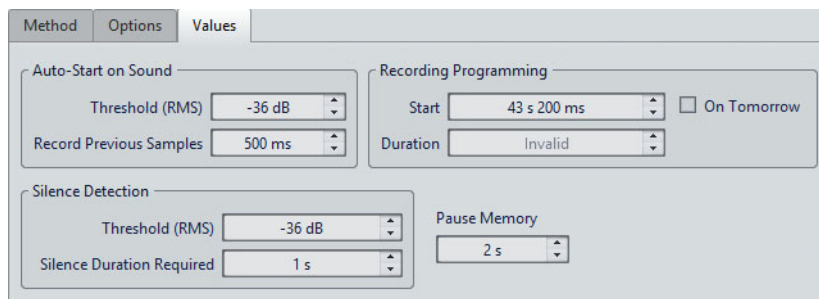 Method Options Values
Auto-Start on Sound
Threshold (RMS) -36 dB
Record Previous Samples 500 ms
Recording Programming
Start 43 s 200 ms On Tomorrow
Duration Invalid
Silence Detection
Threshold (RMS) -36 dB
Silence Duration Required 1 s
Pause Memory
2 s